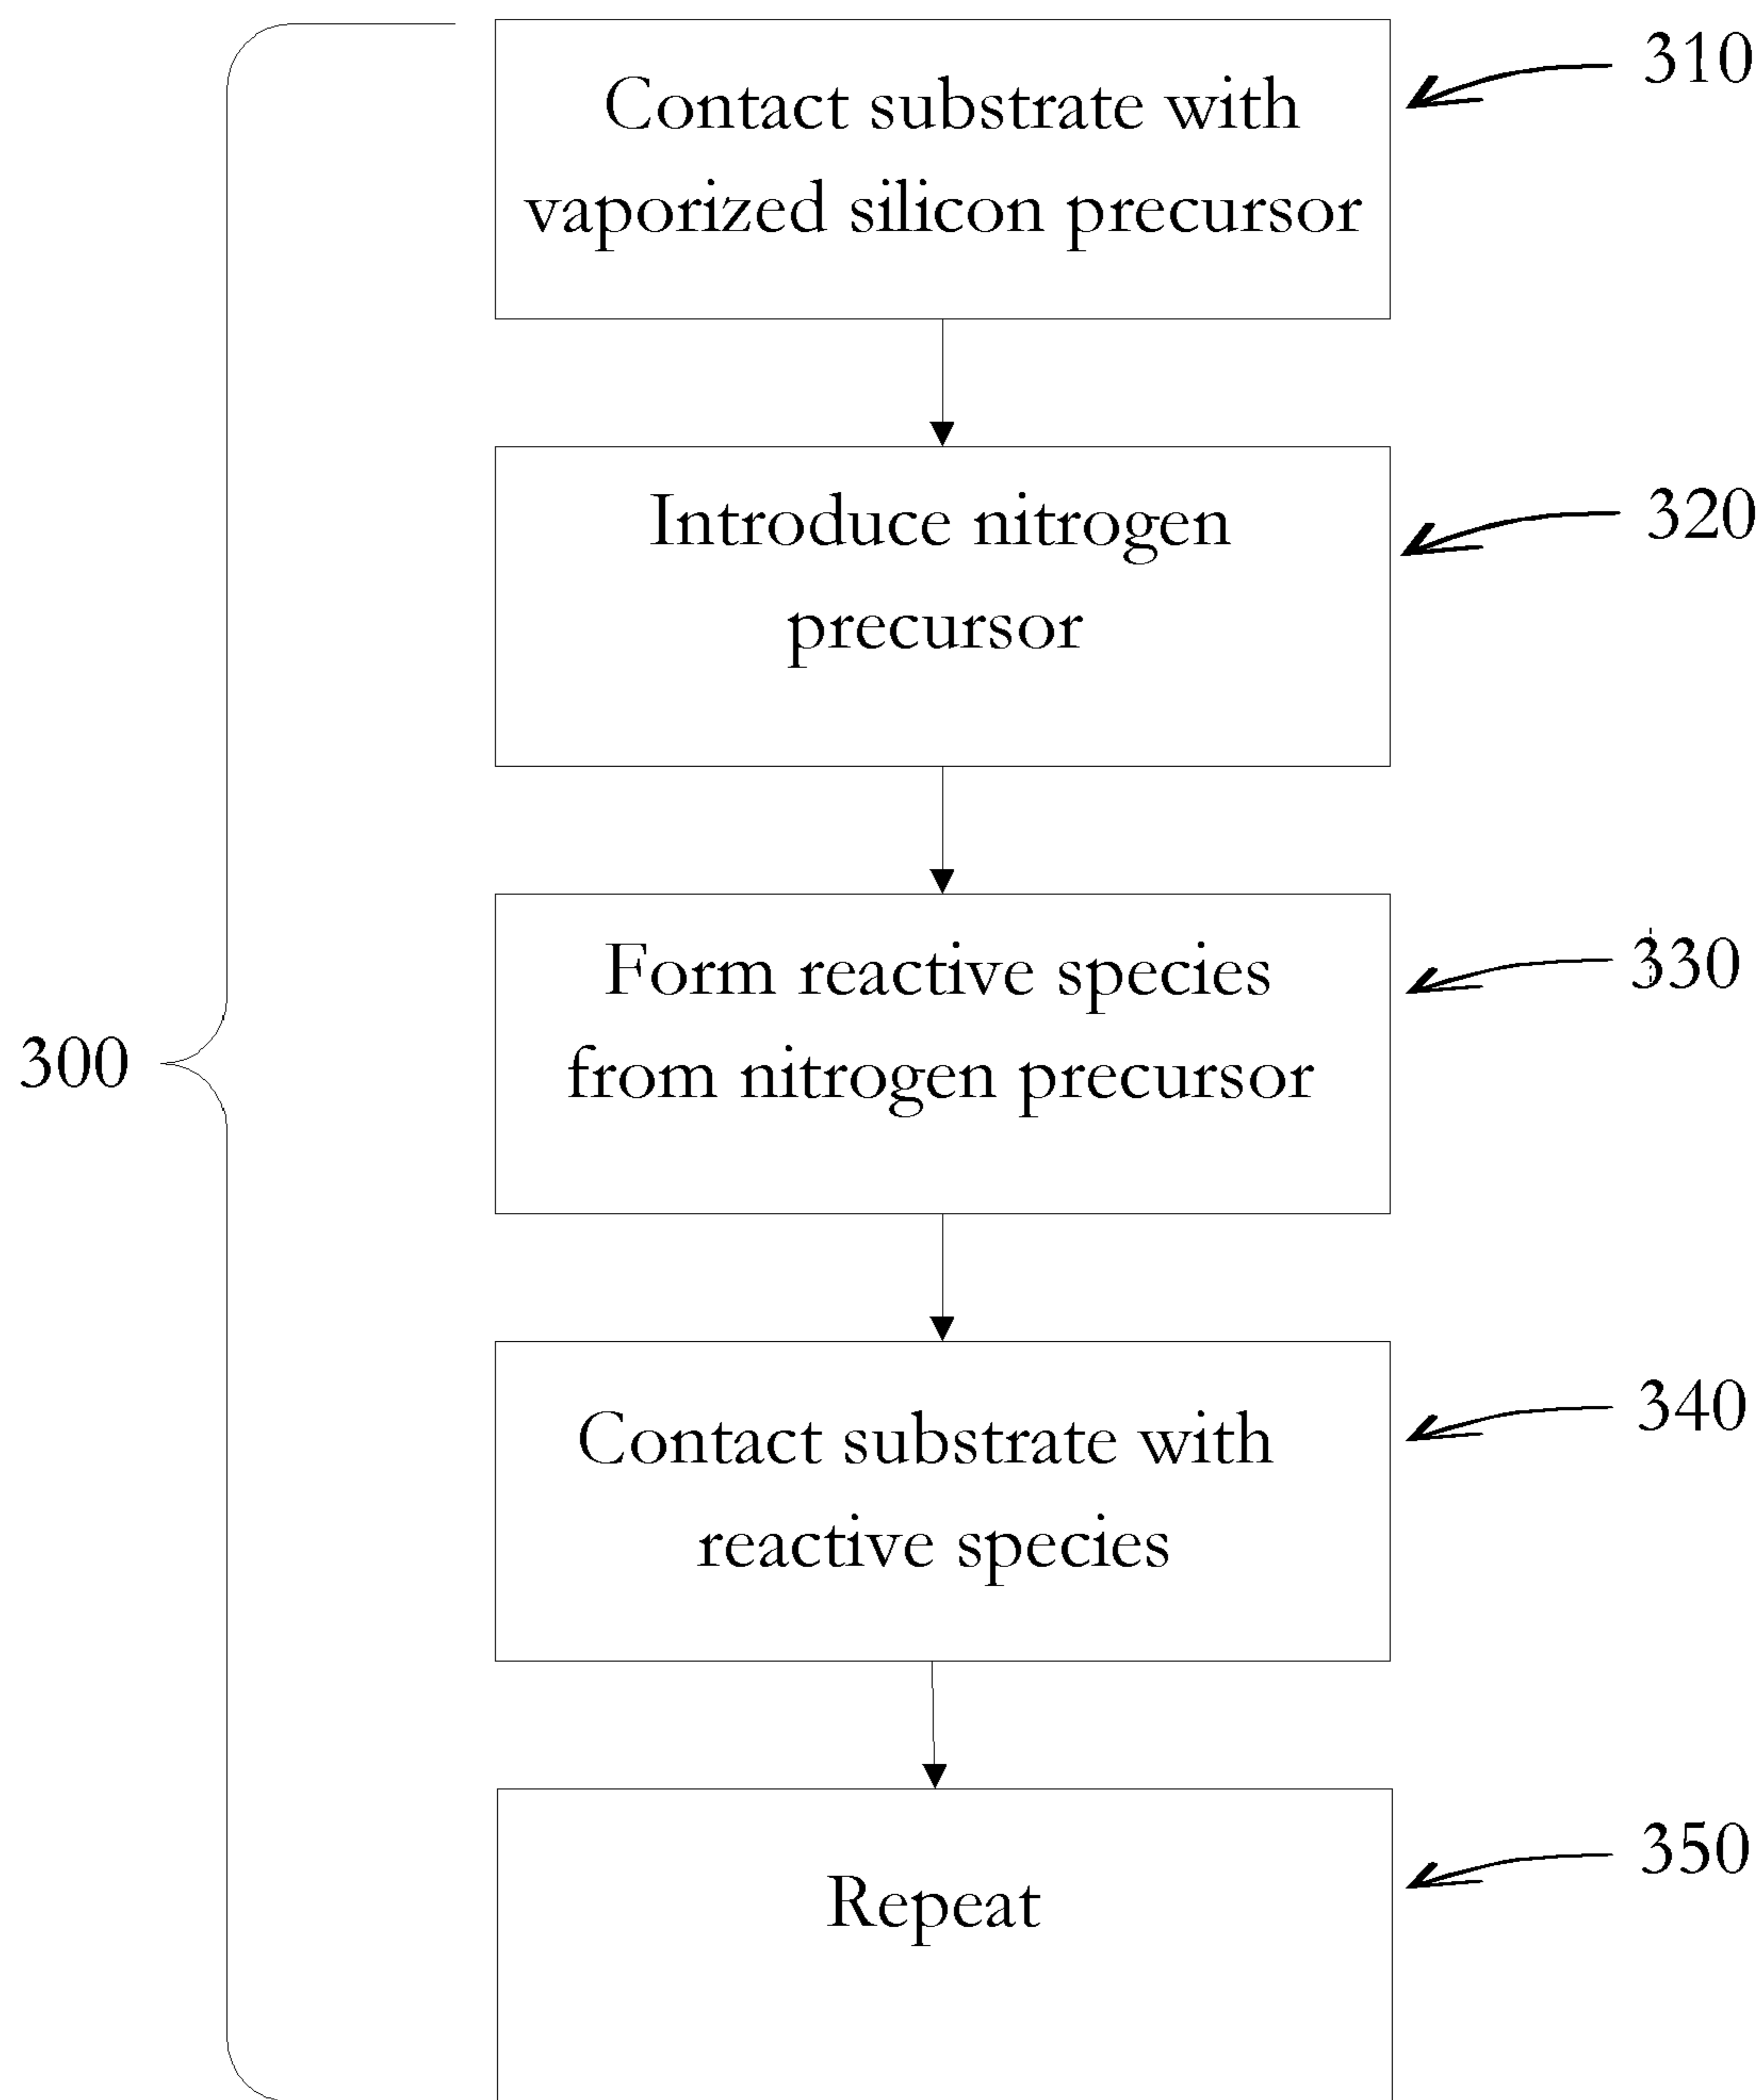 310
Contact substrate with
vaporized silicon precursor
320
Introduce nitrogen
precursor
330
Form reactive species
from nitrogen precursor
300
340
Contact substrate with
reactive species
350
Repeat